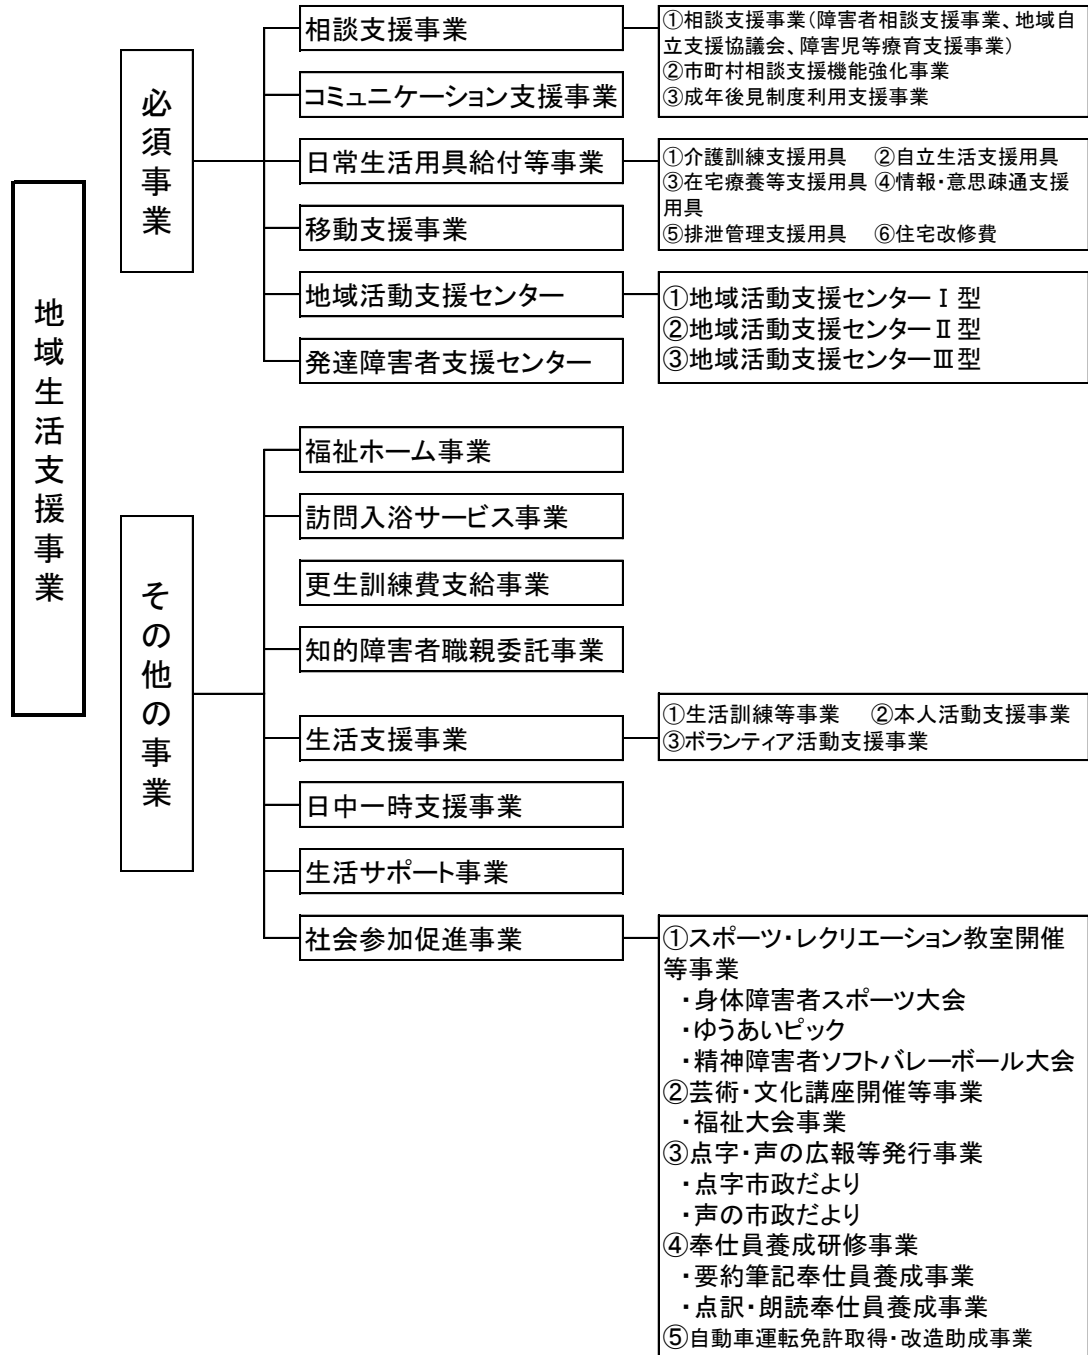 地域生活支援事業
必須事業
相談支援事業
①相談支援事業(障害者相談支援事業、地域自
立支援協議会、障害児等療育支援事業)
②市町村相談支援機能強化事業
③成年後見制度利用支援事業
コミュニケーション支援事業
日常生活用具給付等事業
①介護訓練支援用具 ②自立生活支援用具
③在宅療養等支援用具 ④情報・意思疎通支援
用具
⑤排泄管理支援用具 ⑥住宅改修費
移動支援事業
地域活動支援センター
①地域活動支援センターⅠ型
②地域活動支援センターⅡ型
③地域活動支援センターⅢ型
発達障害者支援センター
その他の事業
福祉ホーム事業
訪問入浴サービス事業
更生訓練費支給事業
知的障害者職親委託事業
生活支援事業
①生活訓練等事業 ②本人活動支援事業
③ボランティア活動支援事業
日中一時支援事業
生活サポート事業
社会参加促進事業
①スポーツ・レクリエーション教室開催
等事業
・身体障害者スポーツ大会
・ゆうあいピック
・精神障害者ソフトバレーボール大会
②芸術・文化講座開催等事業
・福祉大会事業
③点字・声の広報等発行事業
・点字市政だより
・声の市政だより
④奉仕員養成研修事業
・要約筆記奉仕員養成事業
・点訳・朗読奉仕員養成事業
⑤自動車運転免許取得・改造助成事業